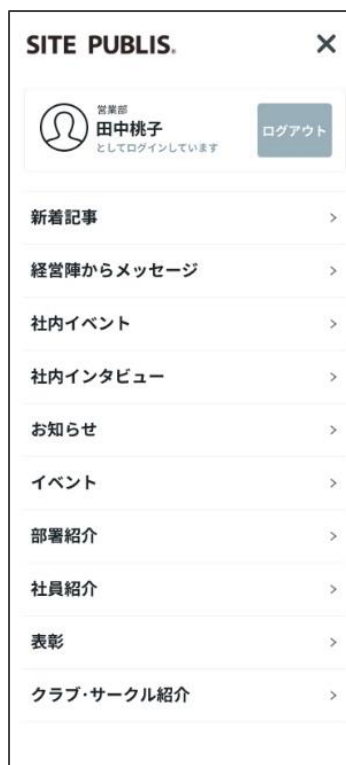 SITE PUBLIS®
営業部
田中桃子
としてログインしています
ログアウト
新着記事
経営陣からメッセージ
社内イベント
社内インタビュー
お知らせ
イベント
部署紹介
社員紹介
表彰
クラブ·サークル紹介